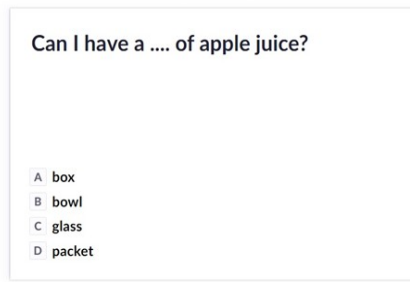 Can I have a .... of apple juice?
A box
B bowl
C glass
D packet